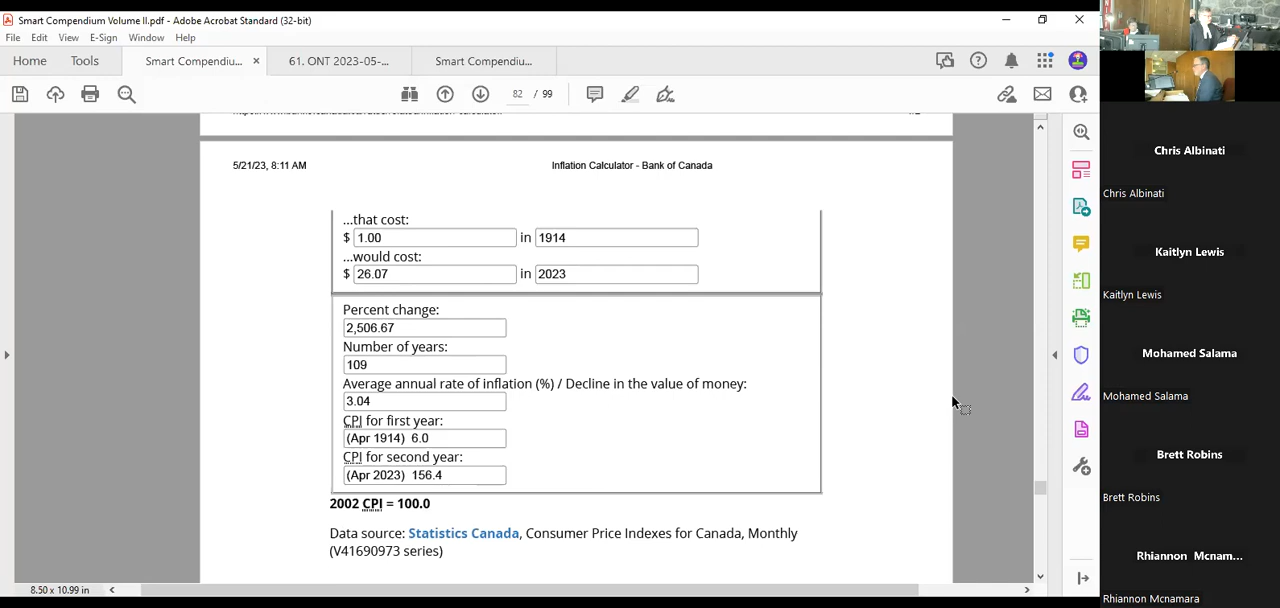 Smart Compendium Volume II.pdf - Adobe Acrobat Standard (32-bit)
File Edit View E-Sign Window Help
Home Tools Smart Compendiu... × 61. ONT 2023-05-... Smart Compendiu...
82 / 99
5/21/23, 8:11 AM Inflation Calculator - Bank of Canada
...that cost:
$ 1.00 in 1914
...would cost:
$ 26.07 in 2023
Percent change:
2,506.67
Number of years:
109
Average annual rate of inflation (%) / Decline in the value of money:
3.04
CPI for first year:
(Apr 1914) 6.0
CPI for second year:
(Apr 2023) 156.4
2002 CPI = 100.0
Data source: Statistics Canada, Consumer Price Indexes for Canada, Monthly
(V41690973 series)
8.50 x 10.99 in
Chris Albinati
Chris Albinati
Kaitlyn Lewis
Kaitlyn Lewis
Mohamed Salama
Mohamed Salama
Brett Robins
Brett Robins
Rhiannon Mcnam...
Rhiannon Mcnamara